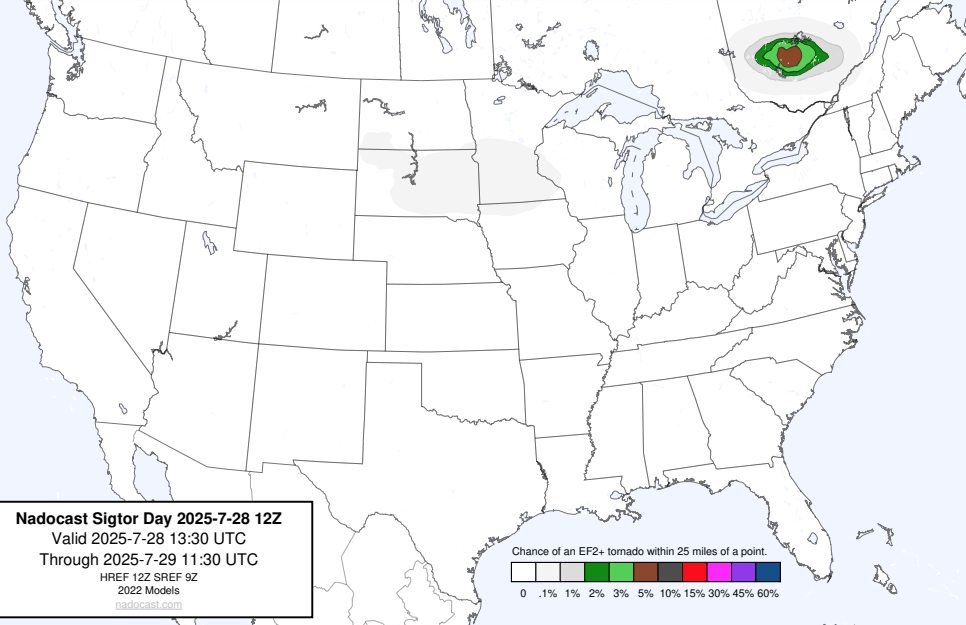 Nadocast Sigtor Day 2025-7-28 12Z
Valid 2025-7-28 13:30 UTC
Through 2025-7-29 11:30 UTC
HREF 12Z SREF 9Z
2022 Models
nadocast.com
Chance of an EF2+ tornado within 25 miles of a point.
0 .1% 1% 2% 3% 5% 10% 15% 30% 45% 60%